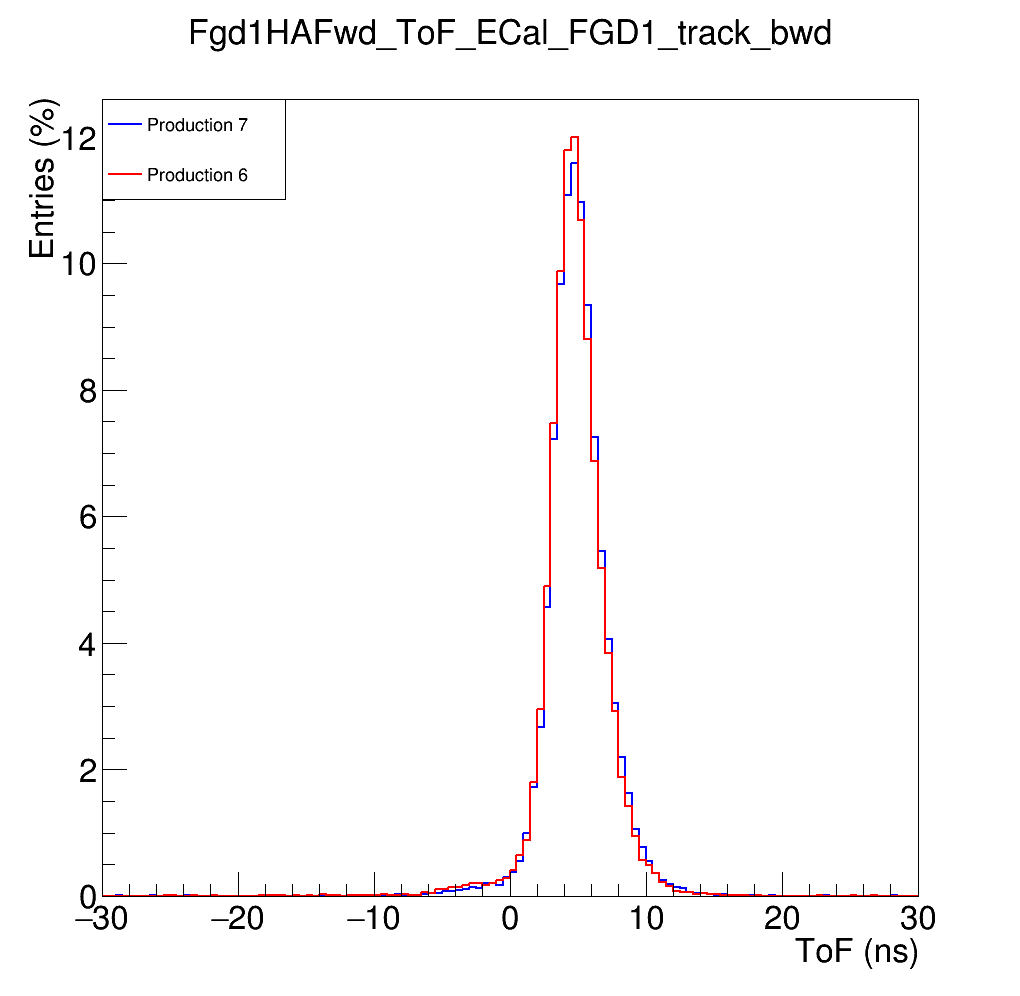 Fgd1HAFwd_ToF_ECal_FGD1_track_bwd
Entries (%)
Production 7
Production 6
12
10
8
6
4
2
0
−30 −20 −10 0 10 20 30
ToF (ns)